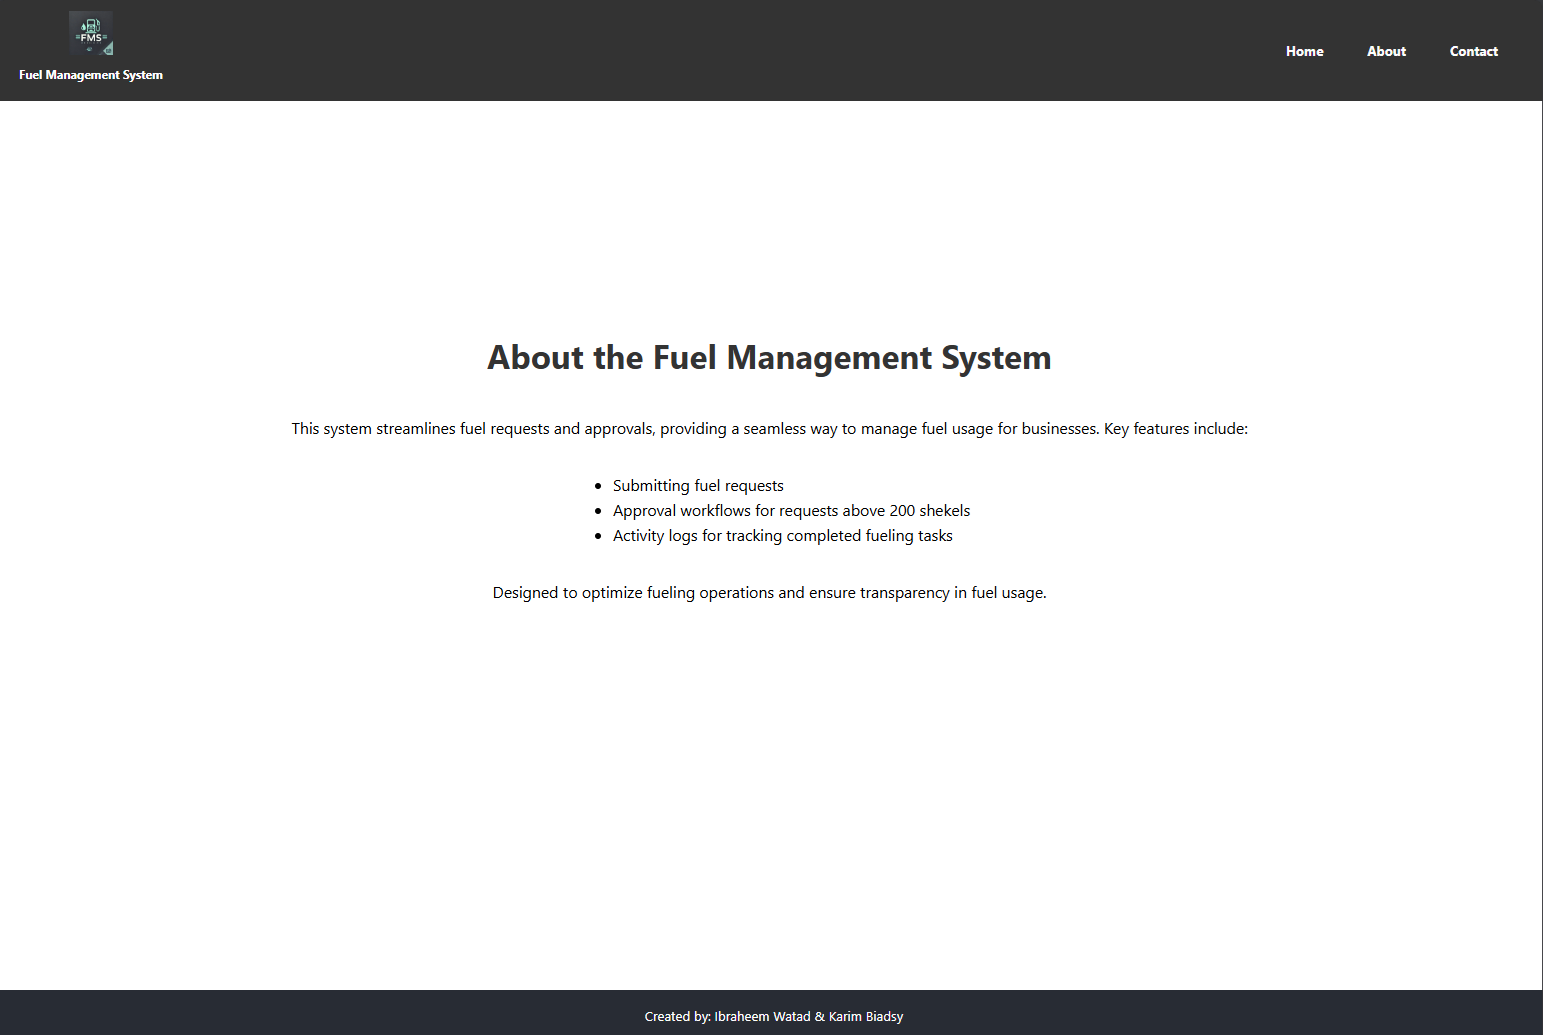 FMS
Fuel Management System
Home
About
Contact
About the Fuel Management System
This system streamlines fuel requests and approvals, providing a seamless way to manage fuel usage for businesses. Key features include:
• Submitting fuel requests
• Approval workflows for requests above 200 shekels
• Activity logs for tracking completed fueling tasks
Designed to optimize fueling operations and ensure transparency in fuel usage.
Created by: Ibraheem Watad & Karim Biadsy